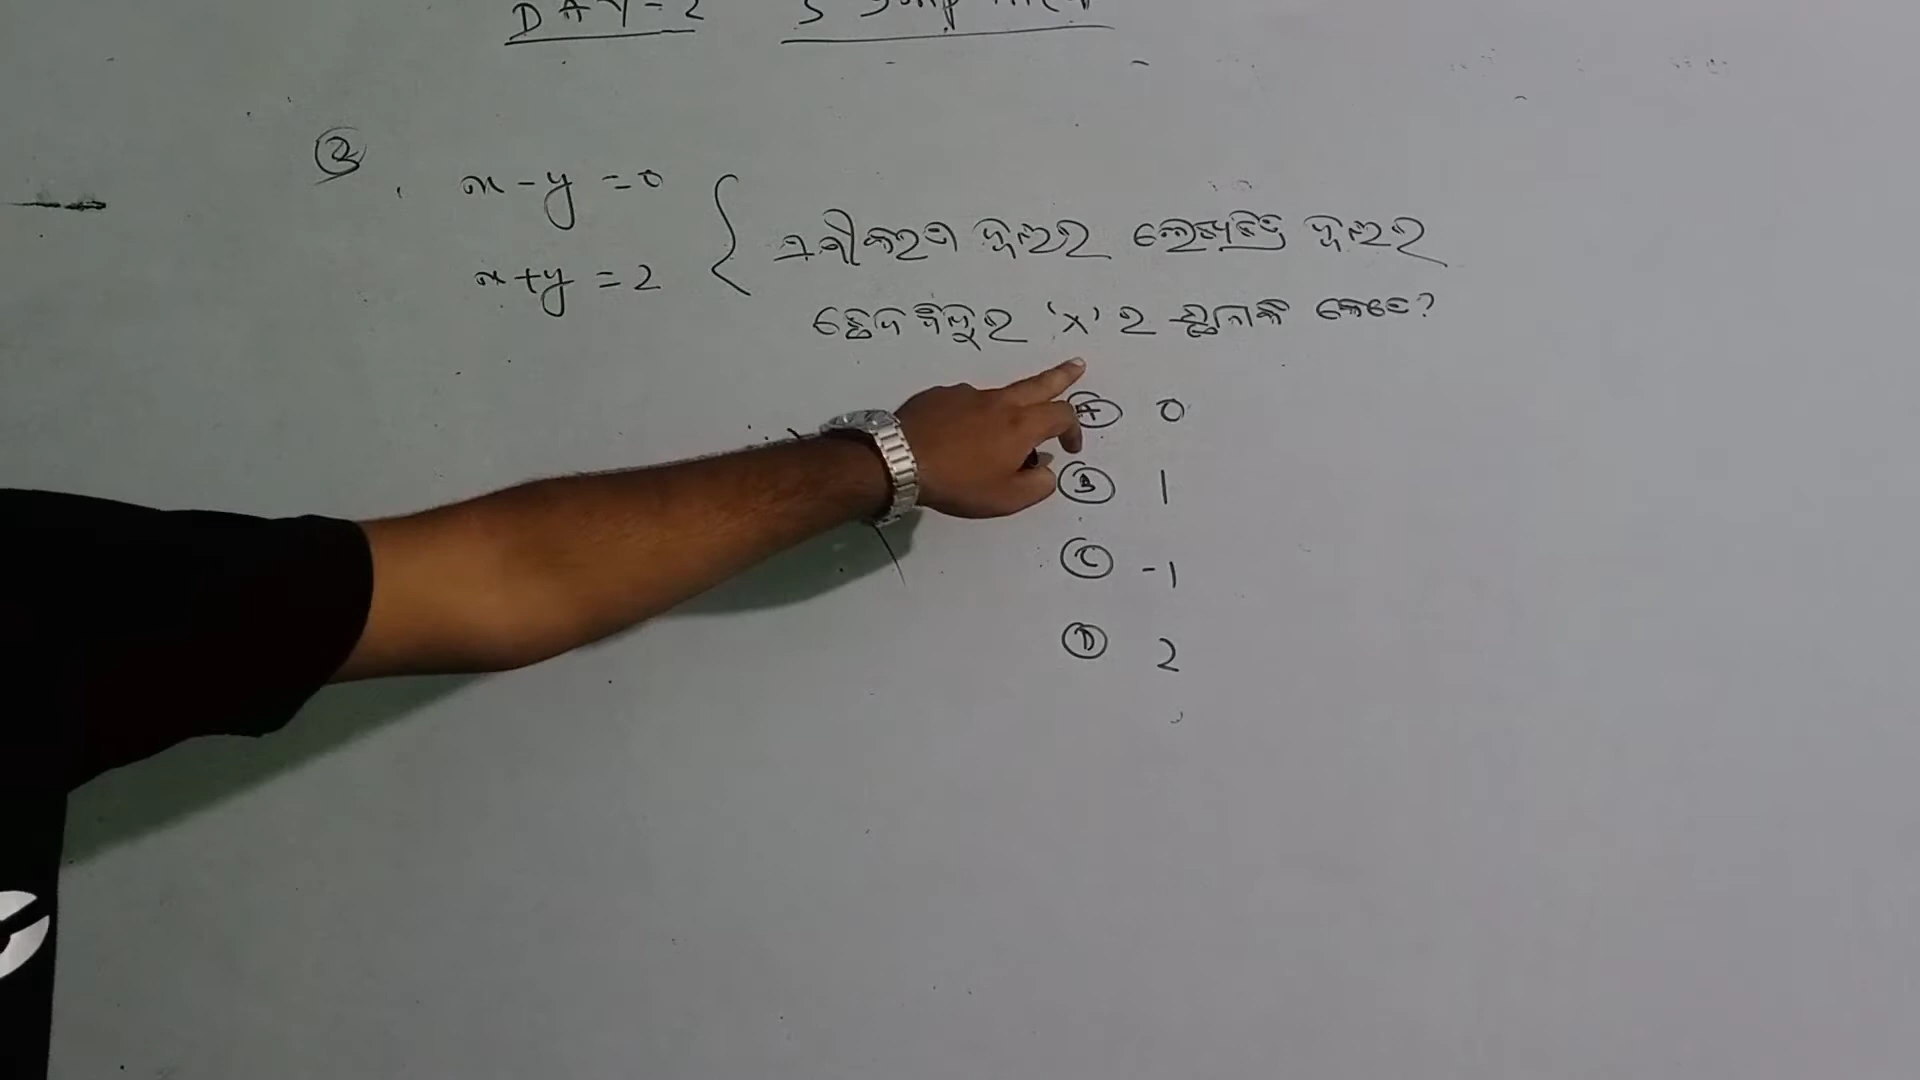 DAY-2
②. x-y=0
x+y=2
ସମୀକରଣ ଦ୍ୱୟର ଲେଖଚିତ୍ର ଦ୍ୱୟର
ଛେଦ ବିନ୍ଦୁର 'x' ର ସ୍ଥାନାଙ୍କ କେତେ?
Ⓐ 0
Ⓑ 1
Ⓒ -1
Ⓓ 2